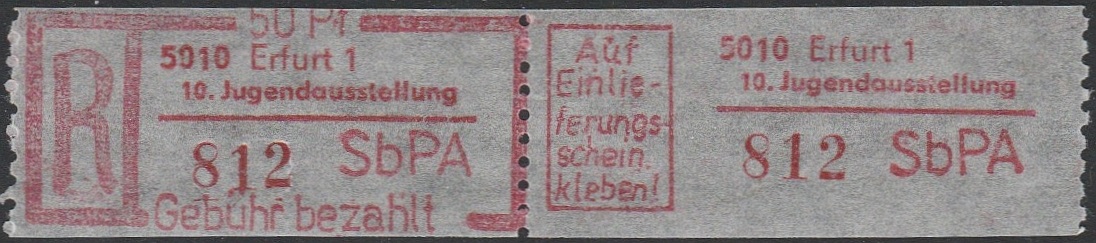 50 Pf
R
5010 Erfurt 1
10. Jugendausstellung
812 SbPA
Gebühr bezahlt
Auf
Einlie-
ferungs-
schein
kleben!
5010 Erfurt 1
10. Jugendausstellung
812 SbPA